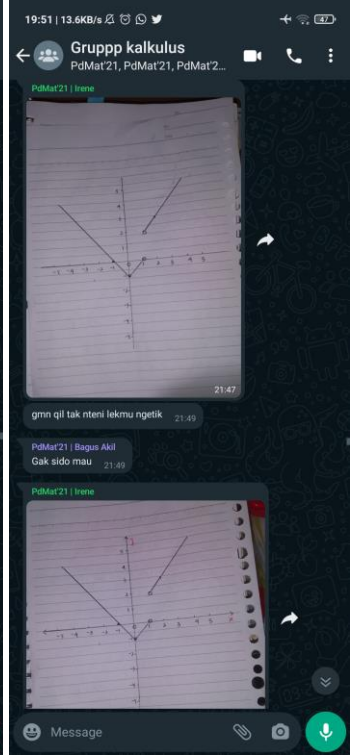 19:51 | 13.6KB/s
47
Gruppp kalkulus
PdMat'21, PdMat'21, PdMat'2...
PdMat'21 | Irene
21:47
gmn qil tak nteni lekmu ngetik 21:49
PdMat'21 | Bagus Akil
Gak sido mau 21:49
PdMat'21 | Irene
Message